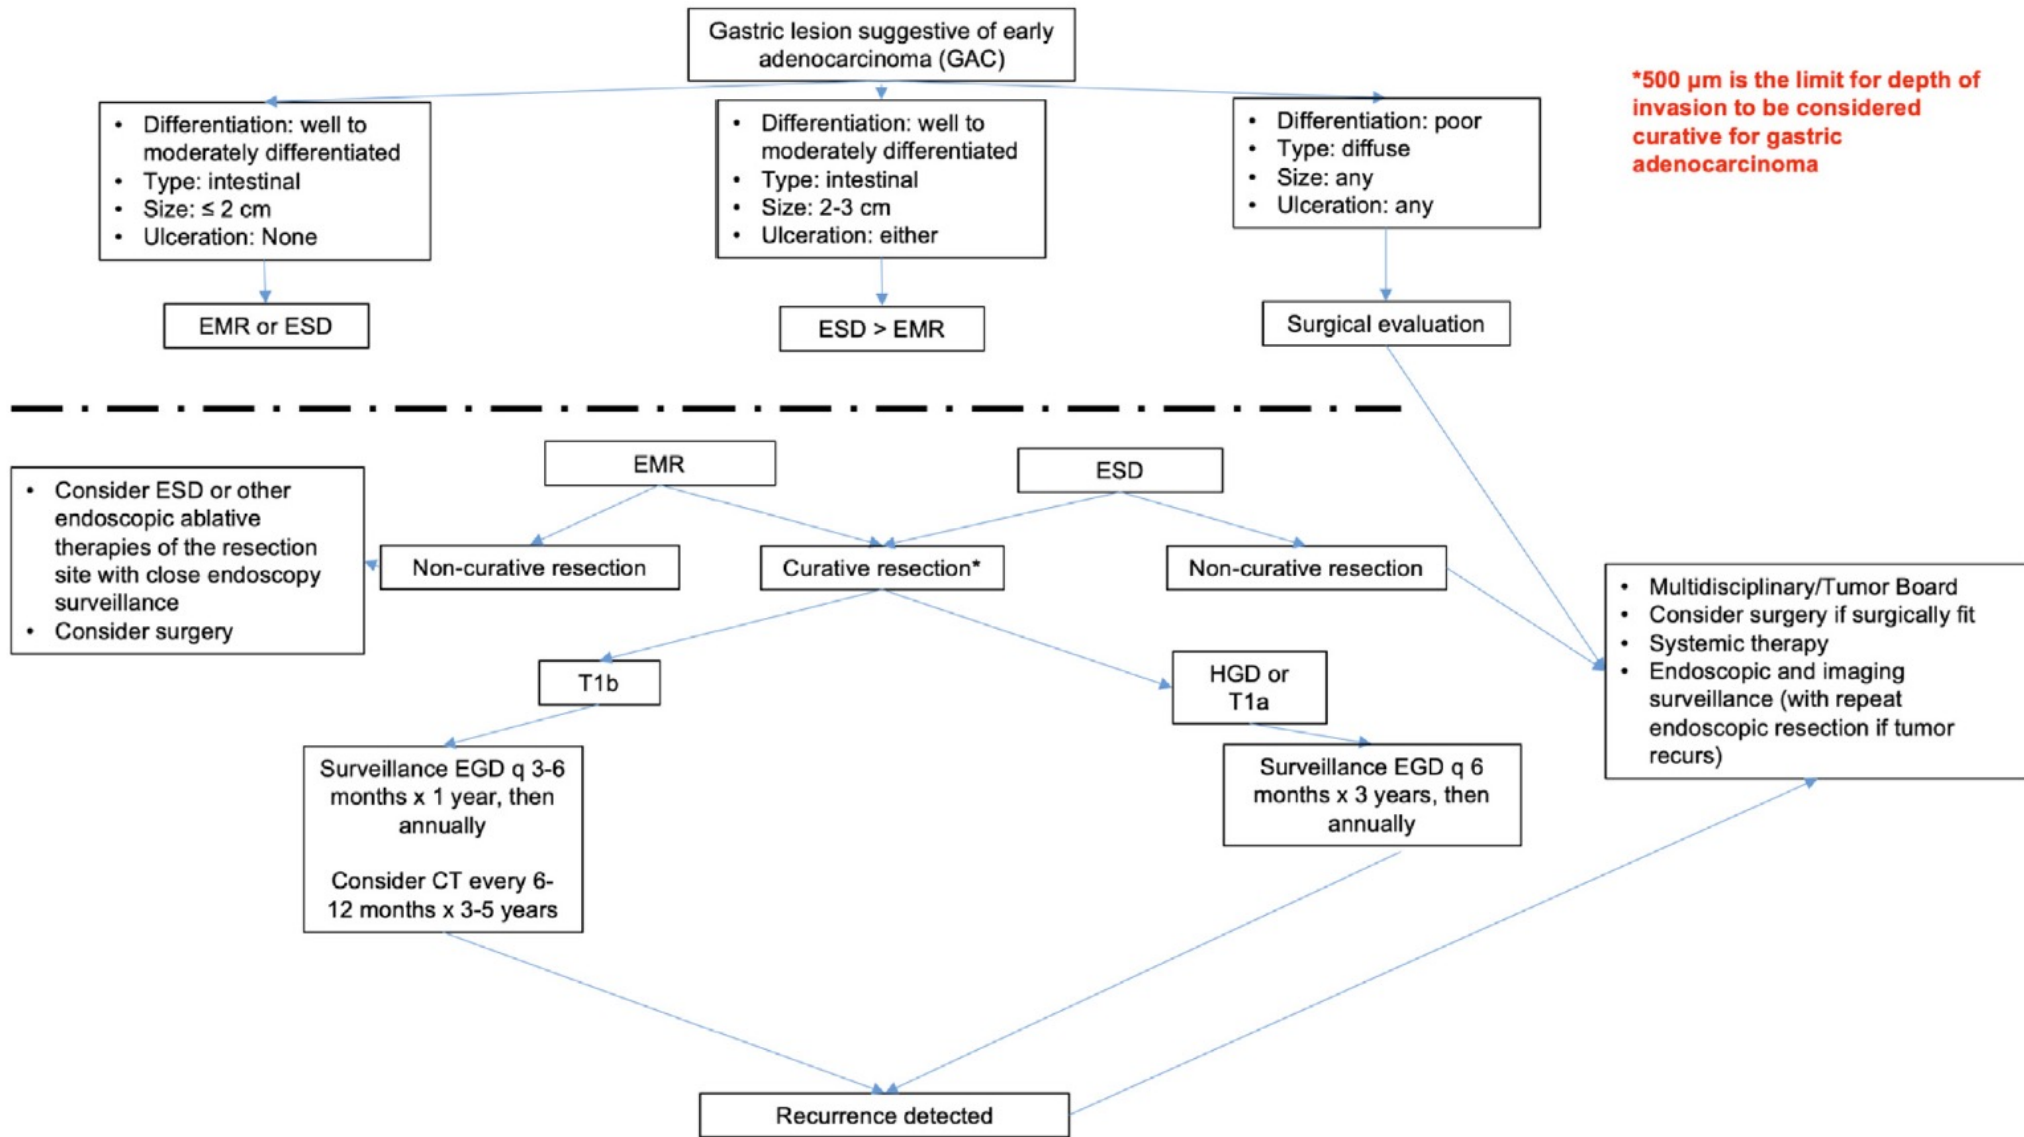 Gastric lesion suggestive of early
adenocarcinoma (GAC)
*500 µm is the limit for depth of
invasion to be considered
curative for gastric
adenocarcinoma
• Differentiation: well to
moderately differentiated
• Type: intestinal
• Size: ≤ 2 cm
• Ulceration: None
• Differentiation: well to
moderately differentiated
• Type: intestinal
• Size: 2-3 cm
• Ulceration: either
• Differentiation: poor
• Type: diffuse
• Size: any
• Ulceration: any
EMR or ESD
ESD > EMR
Surgical evaluation
EMR
ESD
• Consider ESD or other
endoscopic ablative
therapies of the resection
site with close endoscopy
surveillance
• Consider surgery
Non-curative resection
Curative resection*
Non-curative resection
• Multidisciplinary/Tumor Board
• Consider surgery if surgically fit
• Systemic therapy
• Endoscopic and imaging
surveillance (with repeat
endoscopic resection if tumor
recurs)
T1b
HGD or
T1a
Surveillance EGD q 3-6
months x 1 year, then
annually
Consider CT every 6-
12 months x 3-5 years
Surveillance EGD q 6
months x 3 years, then
annually
Recurrence detected